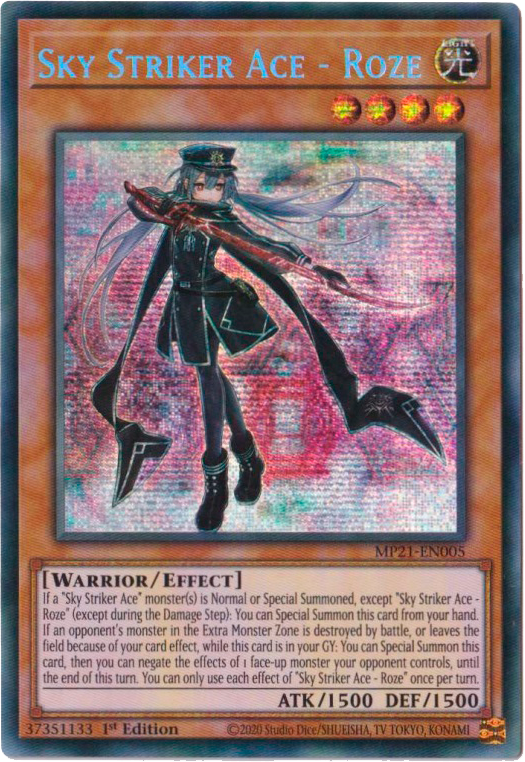 SKY STRIKER ACE - ROZE
LIGHT
光
MP21-EN005
[WARRIOR/EFFECT]
If a "Sky Striker Ace" monster(s) is Normal or Special Summoned, except "Sky Striker Ace -
Roze" (except during the Damage Step): You can Special Summon this card from your hand.
If an opponent's monster in the Extra Monster Zone is destroyed by battle, or leaves the
field because of your card effect, while this card is in your GY: You can Special Summon this
card, then you can negate the effects of 1 face-up monster your opponent controls, until
the end of this turn. You can only use each effect of "Sky Striker Ace - Roze" once per turn.
ATK/1500 DEF/1500
37351133 1st Edition ©2020 Studio Dice/SHUEISHA, TV TOKYO, KONAMI